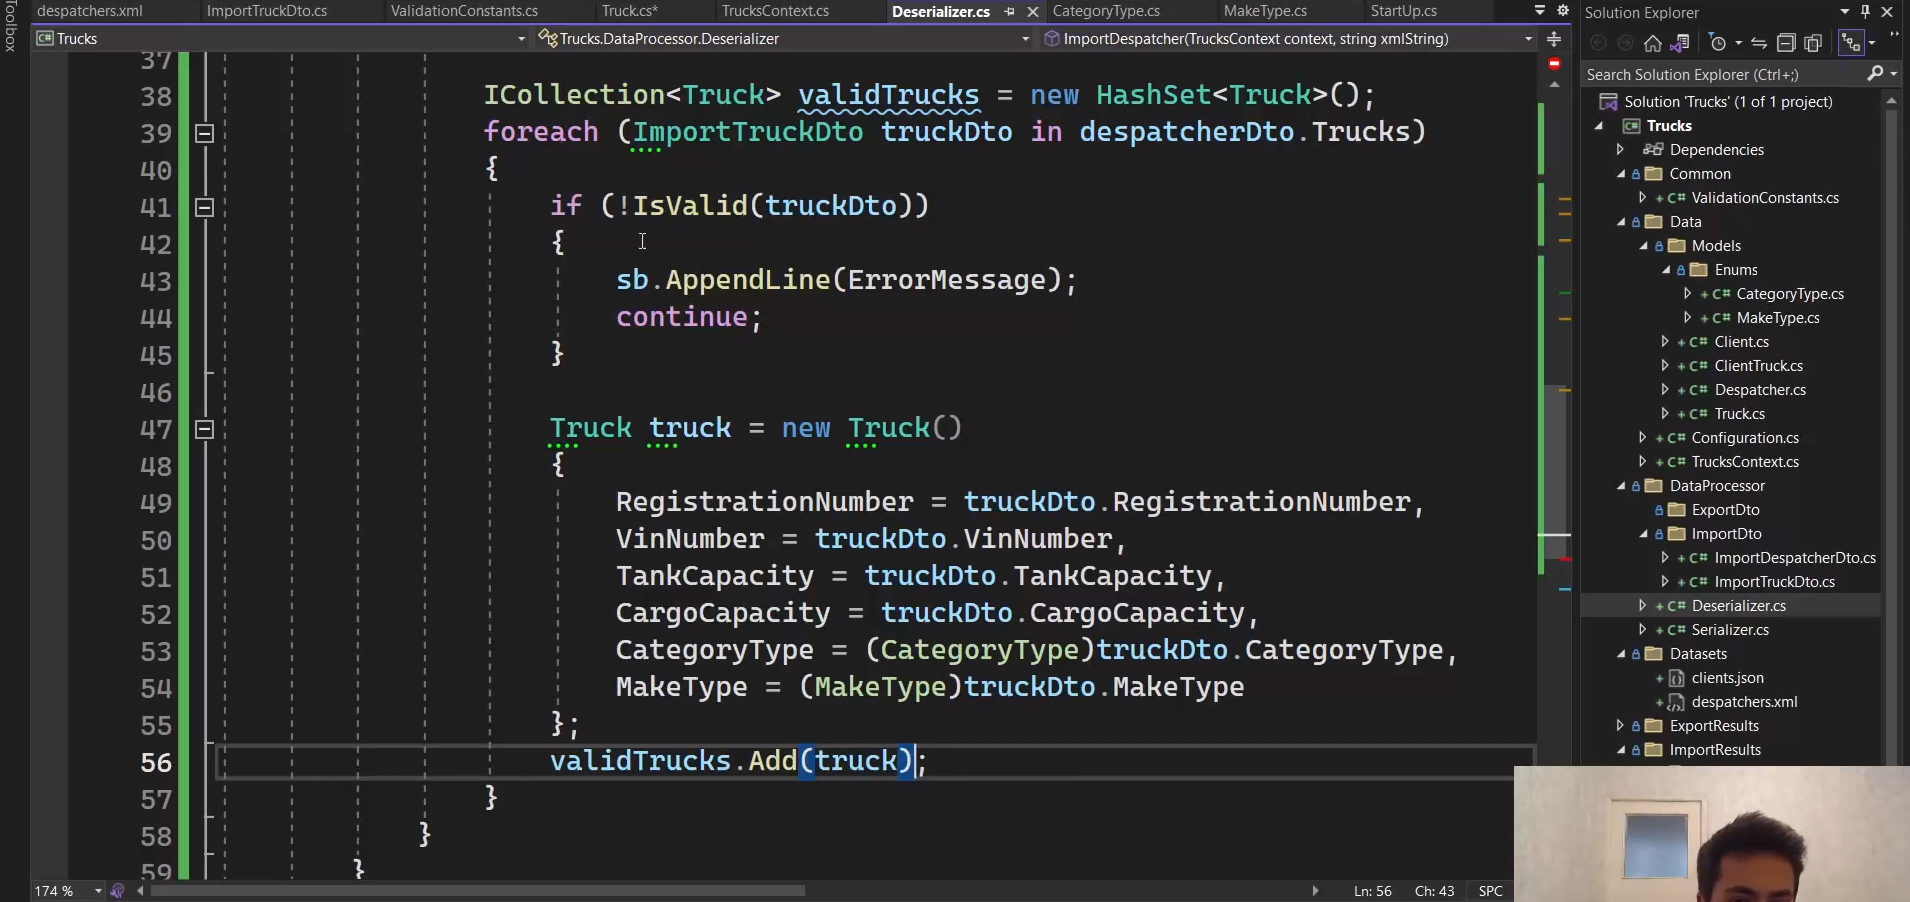 Toolbox
despatchers.xml
ImportTruckDto.cs
ValidationConstants.cs
Truck.cs*
TrucksContext.cs
Deserializer.cs
CategoryType.cs
MakeType.cs
StartUp.cs
Trucks
Trucks.DataProcessor.Deserializer
ImportDespatcher(TrucksContext context, string xmlString)
37
38 ICollection<Truck> validTrucks = new HashSet<Truck>();
39 foreach (ImportTruckDto truckDto in despatcherDto.Trucks)
40 {
41 if (!IsValid(truckDto))
42 {
43 sb.AppendLine(ErrorMessage);
44 continue;
45 }
46
47 Truck truck = new Truck()
48 {
49 RegistrationNumber = truckDto.RegistrationNumber,
50 VinNumber = truckDto.VinNumber,
51 TankCapacity = truckDto.TankCapacity,
52 CargoCapacity = truckDto.CargoCapacity,
53 CategoryType = (CategoryType)truckDto.CategoryType,
54 MakeType = (MakeType)truckDto.MakeType
55 };
56 validTrucks.Add(truck);
57 }
58 }
59 }
174 %
Ln: 56 Ch: 43 SPC
Solution Explorer
Search Solution Explorer (Ctrl+;)
Solution 'Trucks' (1 of 1 project)
C# Trucks
Dependencies
Common
C# ValidationConstants.cs
Data
Models
Enums
C# CategoryType.cs
C# MakeType.cs
C# Client.cs
C# ClientTruck.cs
C# Despatcher.cs
C# Truck.cs
C# Configuration.cs
C# TrucksContext.cs
DataProcessor
ExportDto
ImportDto
C# ImportDespatcherDto.cs
C# ImportTruckDto.cs
C# Deserializer.cs
C# Serializer.cs
Datasets
clients.json
despatchers.xml
ExportResults
ImportResults